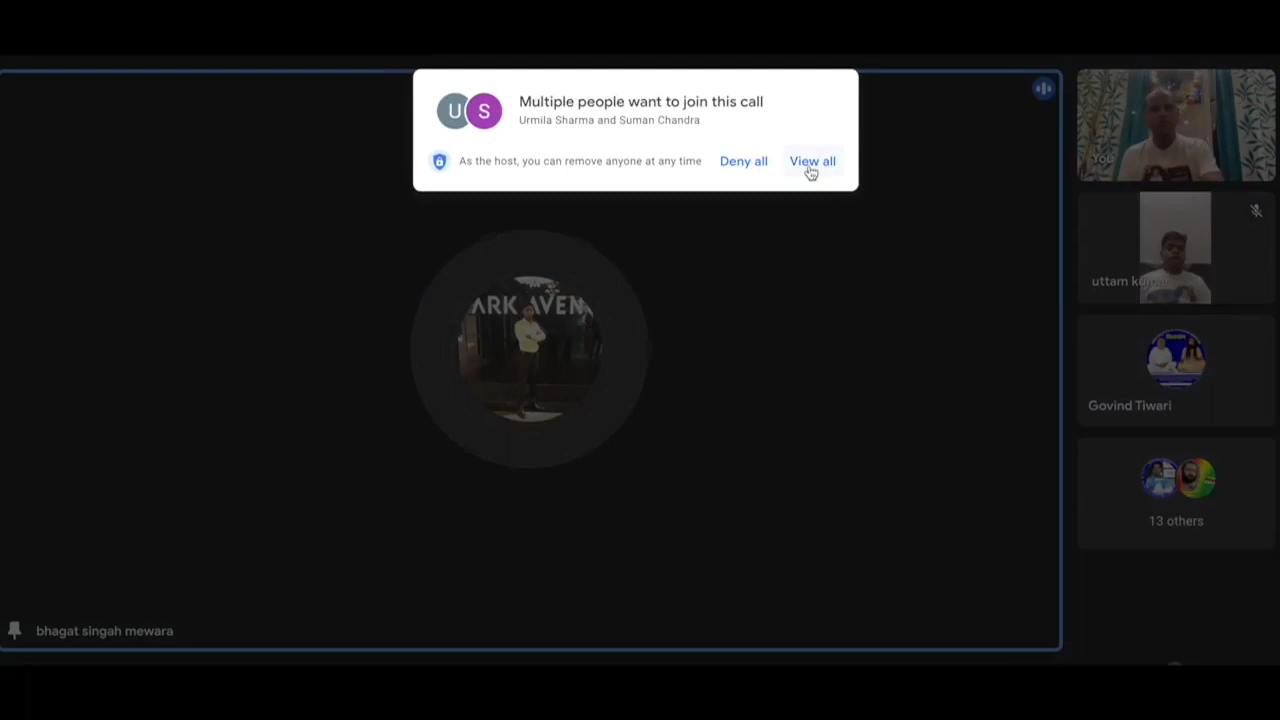 U S
Multiple people want to join this call
Urmila Sharma and Suman Chandra
As the host, you can remove anyone at any time
Deny all
View all
You
ARK AVEN
uttam kumar
Govind Tiwari
13 others
bhagat singah mewara